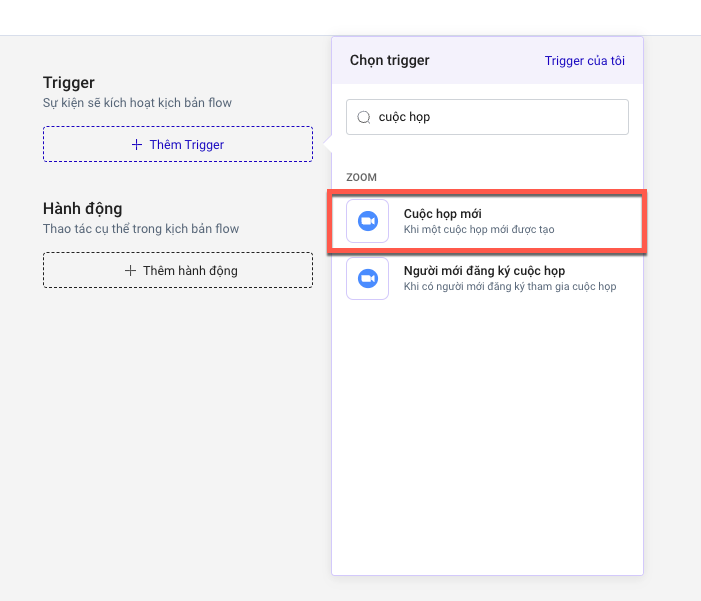 Trigger
Sự kiện sẽ kích hoạt kịch bản flow
Thêm Trigger
Hành động
Thao tác cụ thể trong kịch bản flow
Thêm hành động
Chọn trigger
Trigger của tôi
cuộc họp
ZOOM
Cuộc họp mới
Khi một cuộc họp mới được tạo
Người mới đăng ký cuộc họp
Khi có người mới đăng ký tham gia cuộc họp